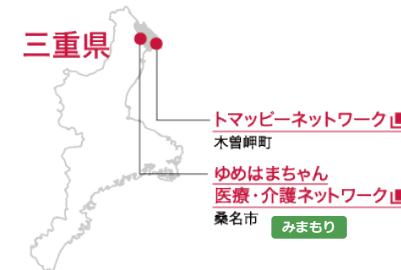 三重県
トマッピーネットワーク
木曽岬町
ゆめはまちゃん
医療・介護ネットワーク
桑名市
みまもり